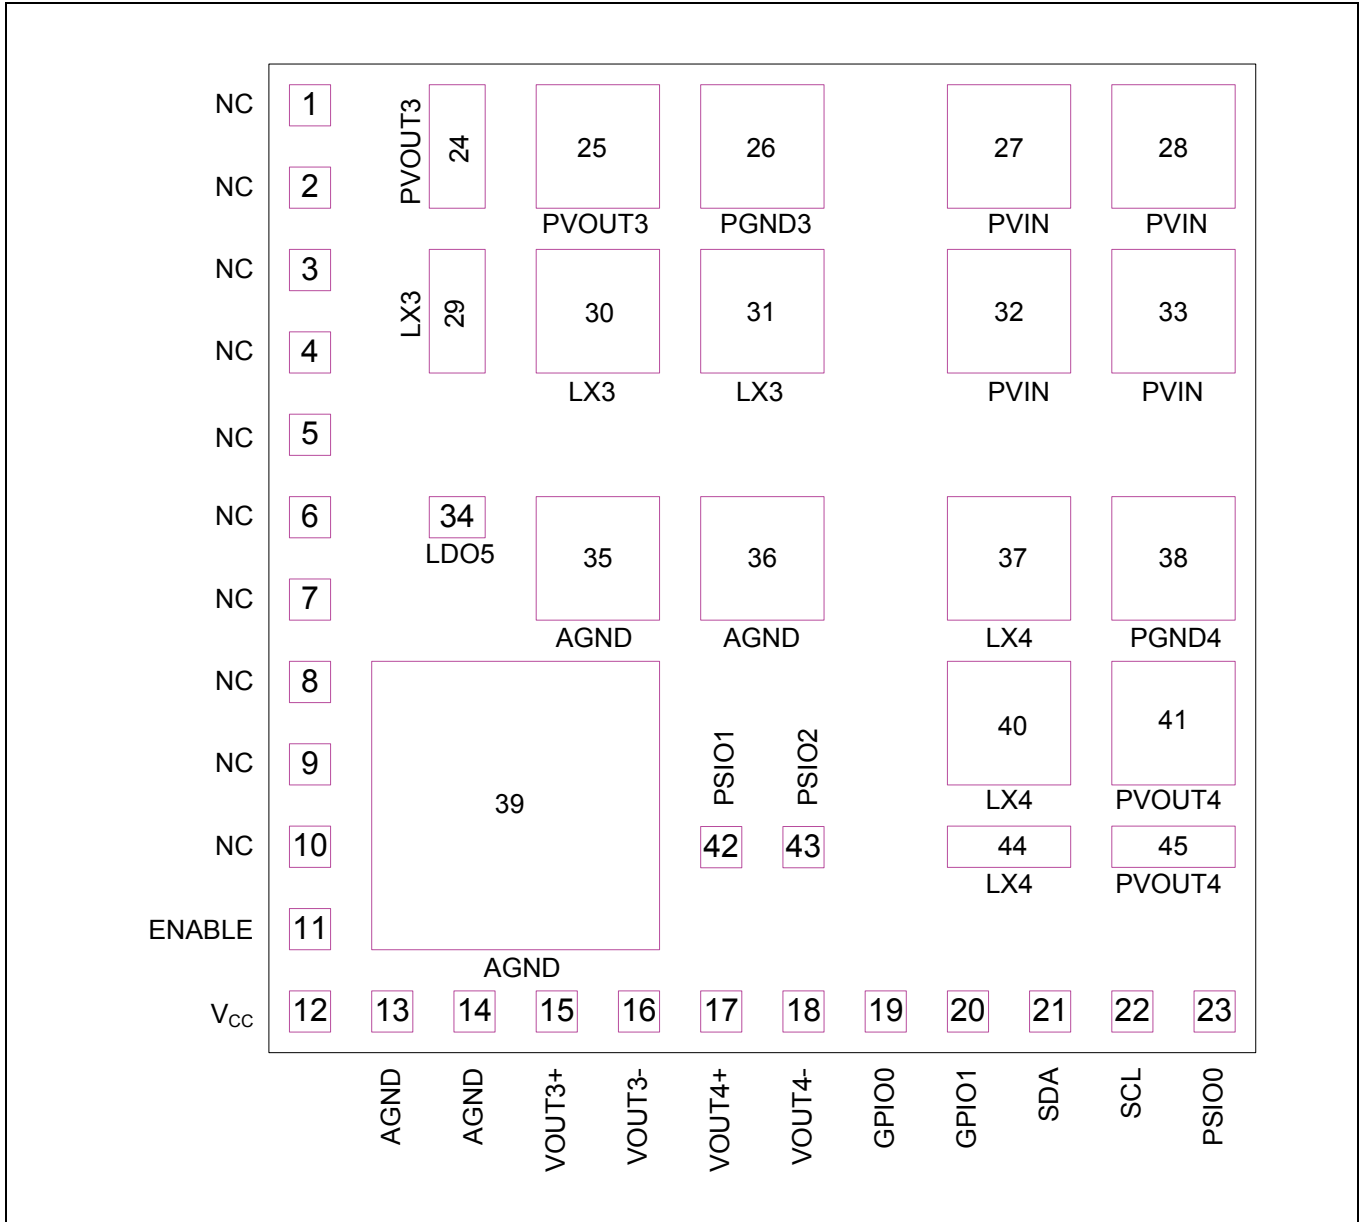 NC 1 PVOUT3 24 25 26 27 28
NC 2
PVOUT3 PGND3 PVIN PVIN
NC 3 LX3 29 30 31 32 33
NC 4
LX3 LX3 PVIN PVIN
NC 5
NC 6 34 35 36 37 38
LDO5
NC 7
AGND AGND LX4 PGND4
NC 8
40 41
NC 9 39 PSIO1 PSIO2
LX4 PVOUT4
NC 10 42 43 44 45
LX4 PVOUT4
ENABLE 11
AGND
VCC 12 13 14 15 16 17 18 19 20 21 22 23
AGND AGND VOUT3+ VOUT3- VOUT4+ VOUT4- GPIO0 GPIO1 SDA SCL PSIO0